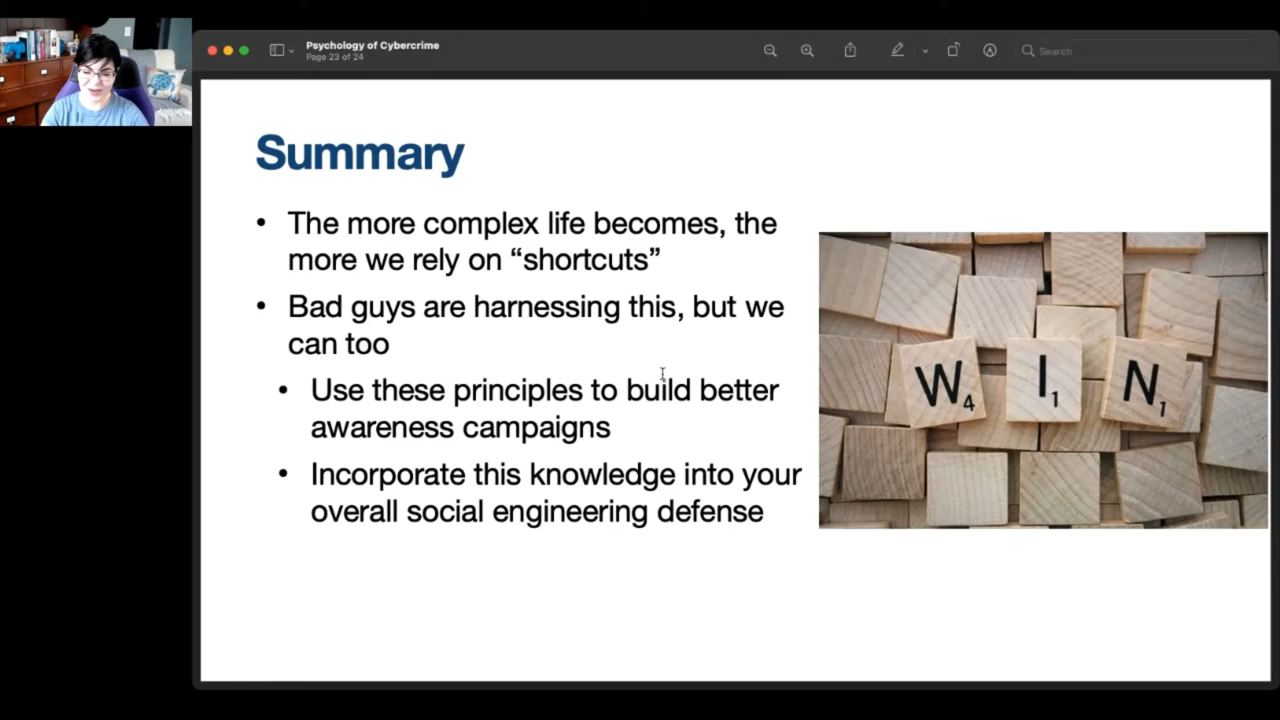 Psychology of Cybercrime
Page 23 of 24
Search
Summary
• The more complex life becomes, the
more we rely on “shortcuts”
• Bad guys are harnessing this, but we
can too
• Use these principles to build better
awareness campaigns
• Incorporate this knowledge into your
overall social engineering defense
W4 I1 N1